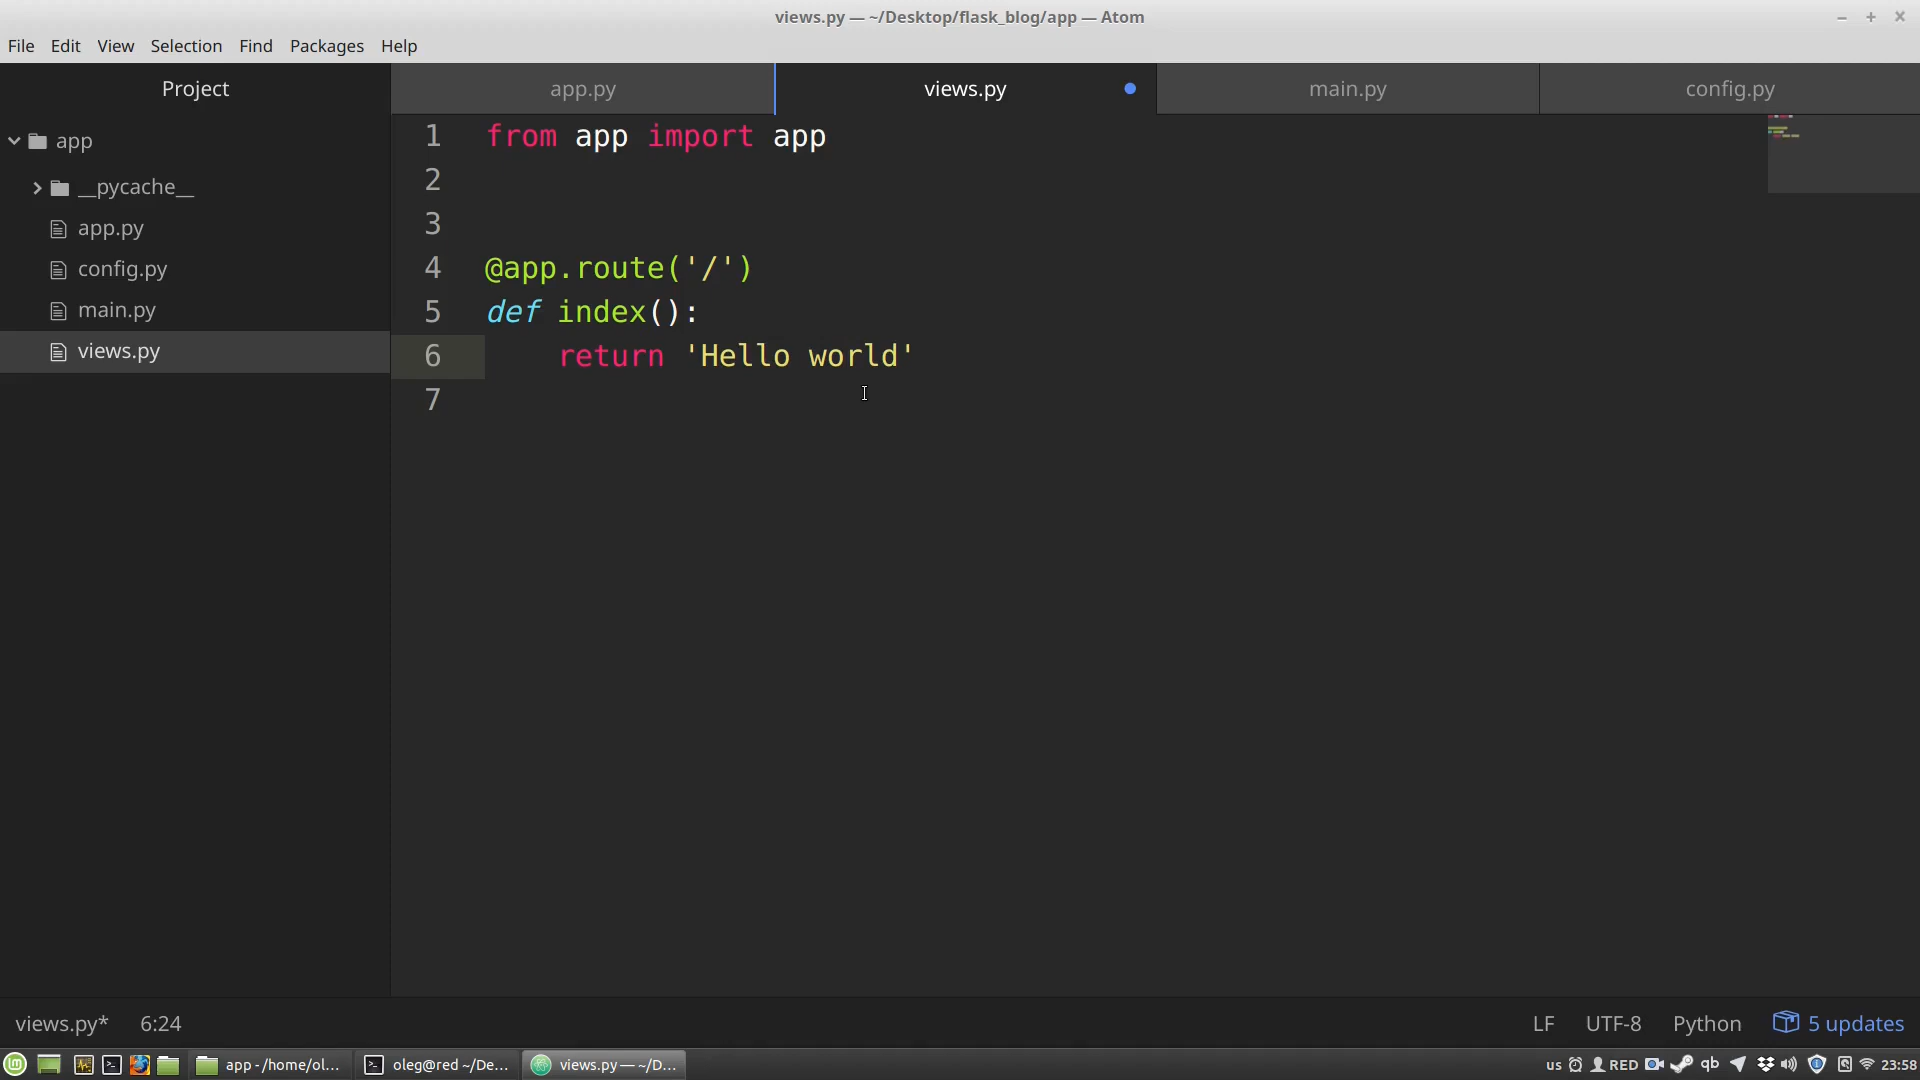 views.py — ~/Desktop/flask_blog/app — Atom
File Edit View Selection Find Packages Help
Project
app.py views.py main.py config.py
app
__pycache__
app.py
config.py
main.py
views.py
1 from app import app
2
3
4 @app.route('/')
5 def index():
6     return 'Hello world'
7
views.py* 6:24 LF UTF-8 Python 5 updates
app - /home/ol... oleg@red ~/De... views.py — ~/D... us RED qb 23:58